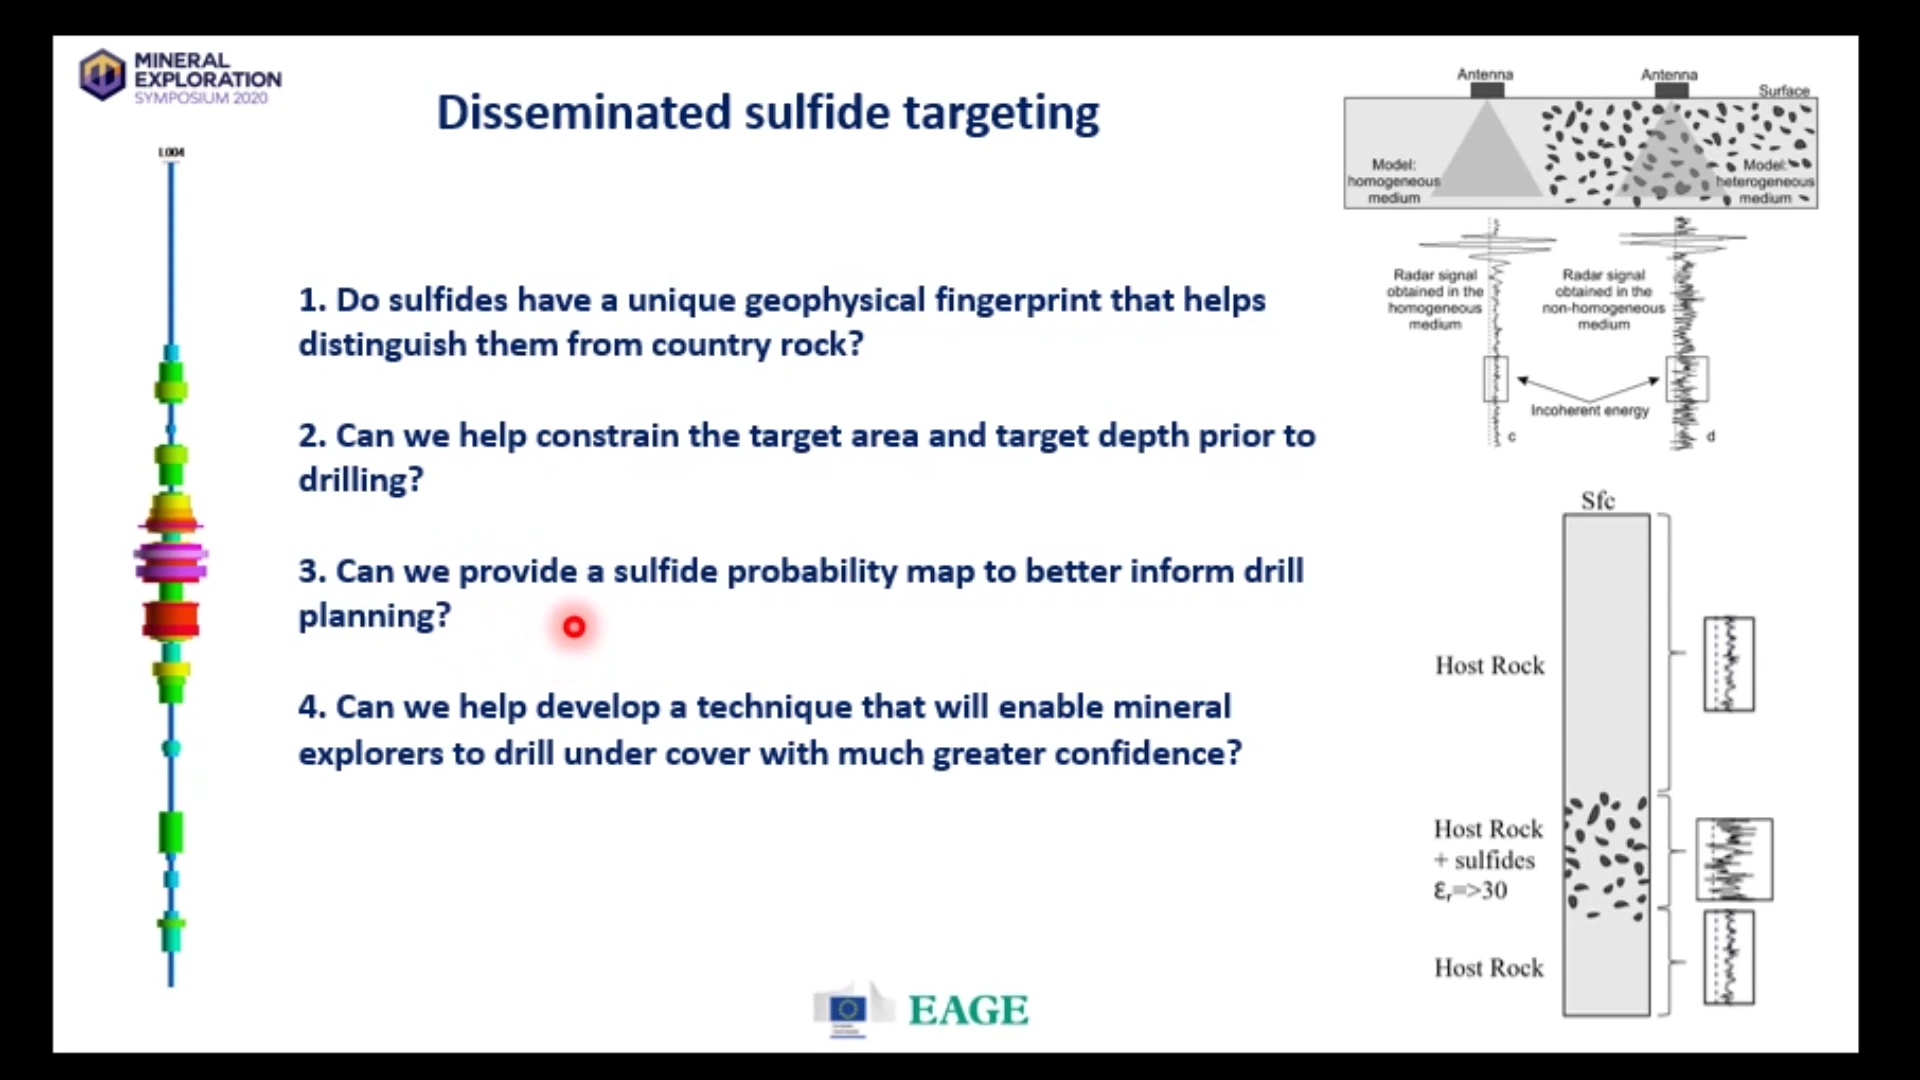 MINERAL
EXPLORATION
SYMPOSIUM 2020
Disseminated sulfide targeting
L004
1. Do sulfides have a unique geophysical fingerprint that helps
distinguish them from country rock?
2. Can we help constrain the target area and target depth prior to
drilling?
3. Can we provide a sulfide probability map to better inform drill
planning?
4. Can we help develop a technique that will enable mineral
explorers to drill under cover with much greater confidence?
Antenna
Antenna
Surface
Model:
homogeneous
medium
Model:
heterogeneous
medium
Radar signal
obtained in the
homogeneous
medium
Radar signal
obtained in the
non-homogeneous
medium
Incoherent energy
c
d
Sfc
Host Rock
Host Rock
+ sulfides
εr=>30
Host Rock
EAGE